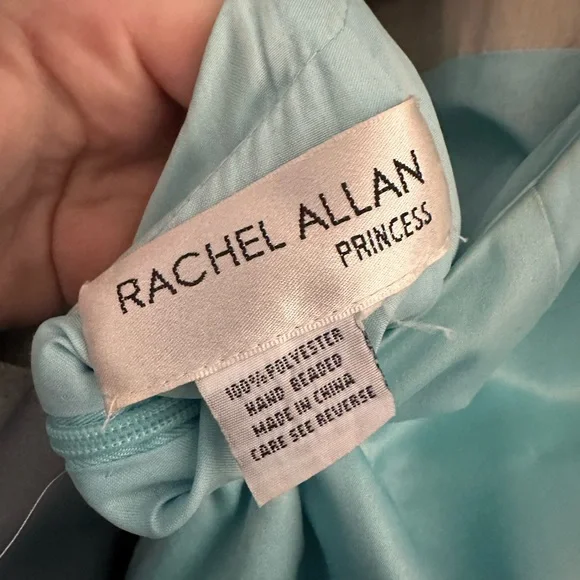 RACHEL ALLAN
PRINCESS
100% POLYESTER
HAND BEADED
MADE IN CHINA
CARE SEE REVERSE